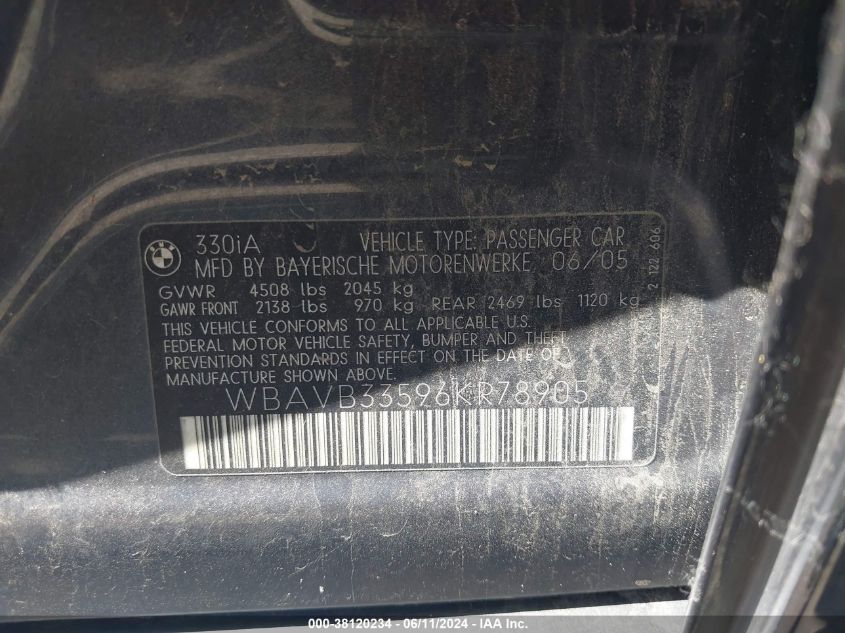 330iA VEHICLE TYPE: PASSENGER CAR
MFD BY BAYERISCHE MOTORENWERKE 06/05
GVWR 4508 lbs 2045 kg
GAWR FRONT 2138 lbs 970 kg REAR 2469 lbs 1120 kg
THIS VEHICLE CONFORMS TO ALL APPLICABLE U.S.
FEDERAL MOTOR VEHICLE SAFETY, BUMPER AND THEFT
PREVENTION STANDARDS IN EFFECT ON THE DATE OF
MANUFACTURE SHOWN ABOVE.
WBAVB33596KR78905
2 122 606
000-38120234 - 06/11/2024 - IAA Inc.